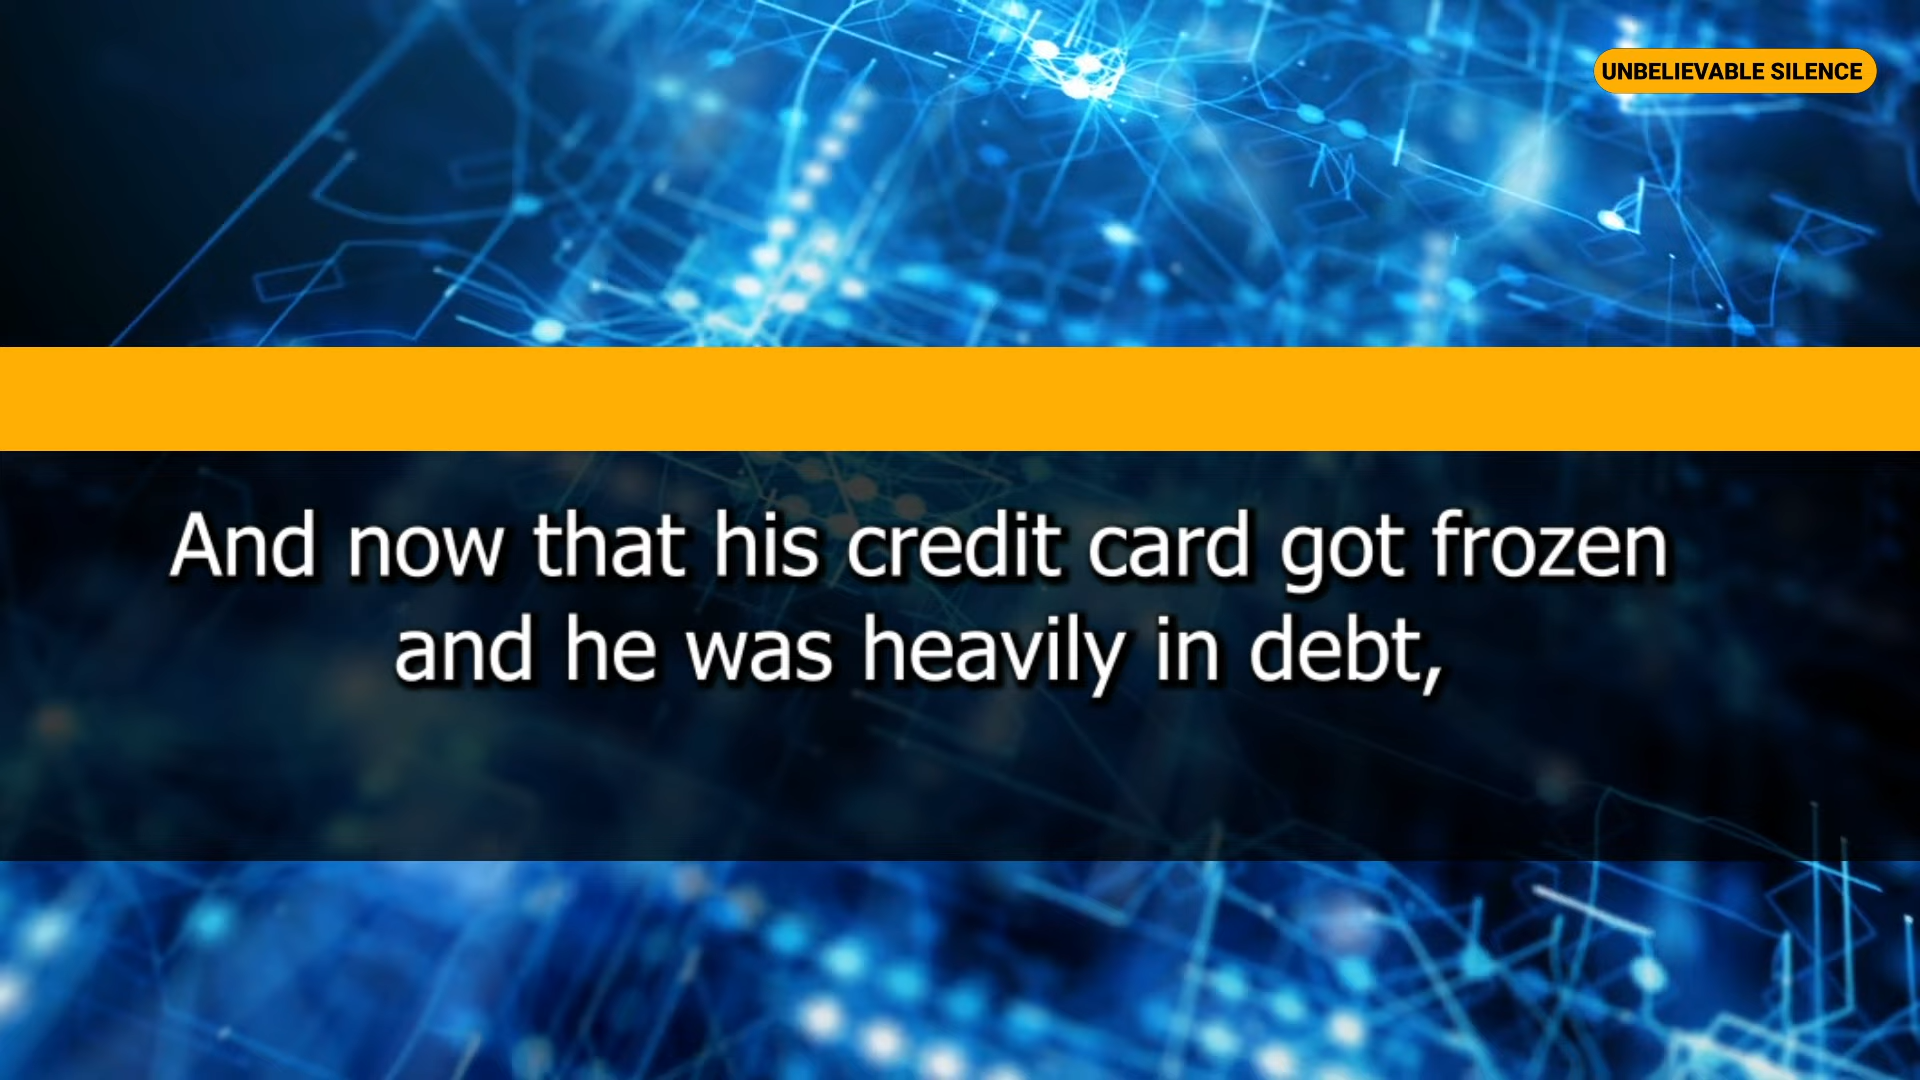 UNBELIEVABLE SILENCE
And now that his credit card got frozen
and he was heavily in debt,